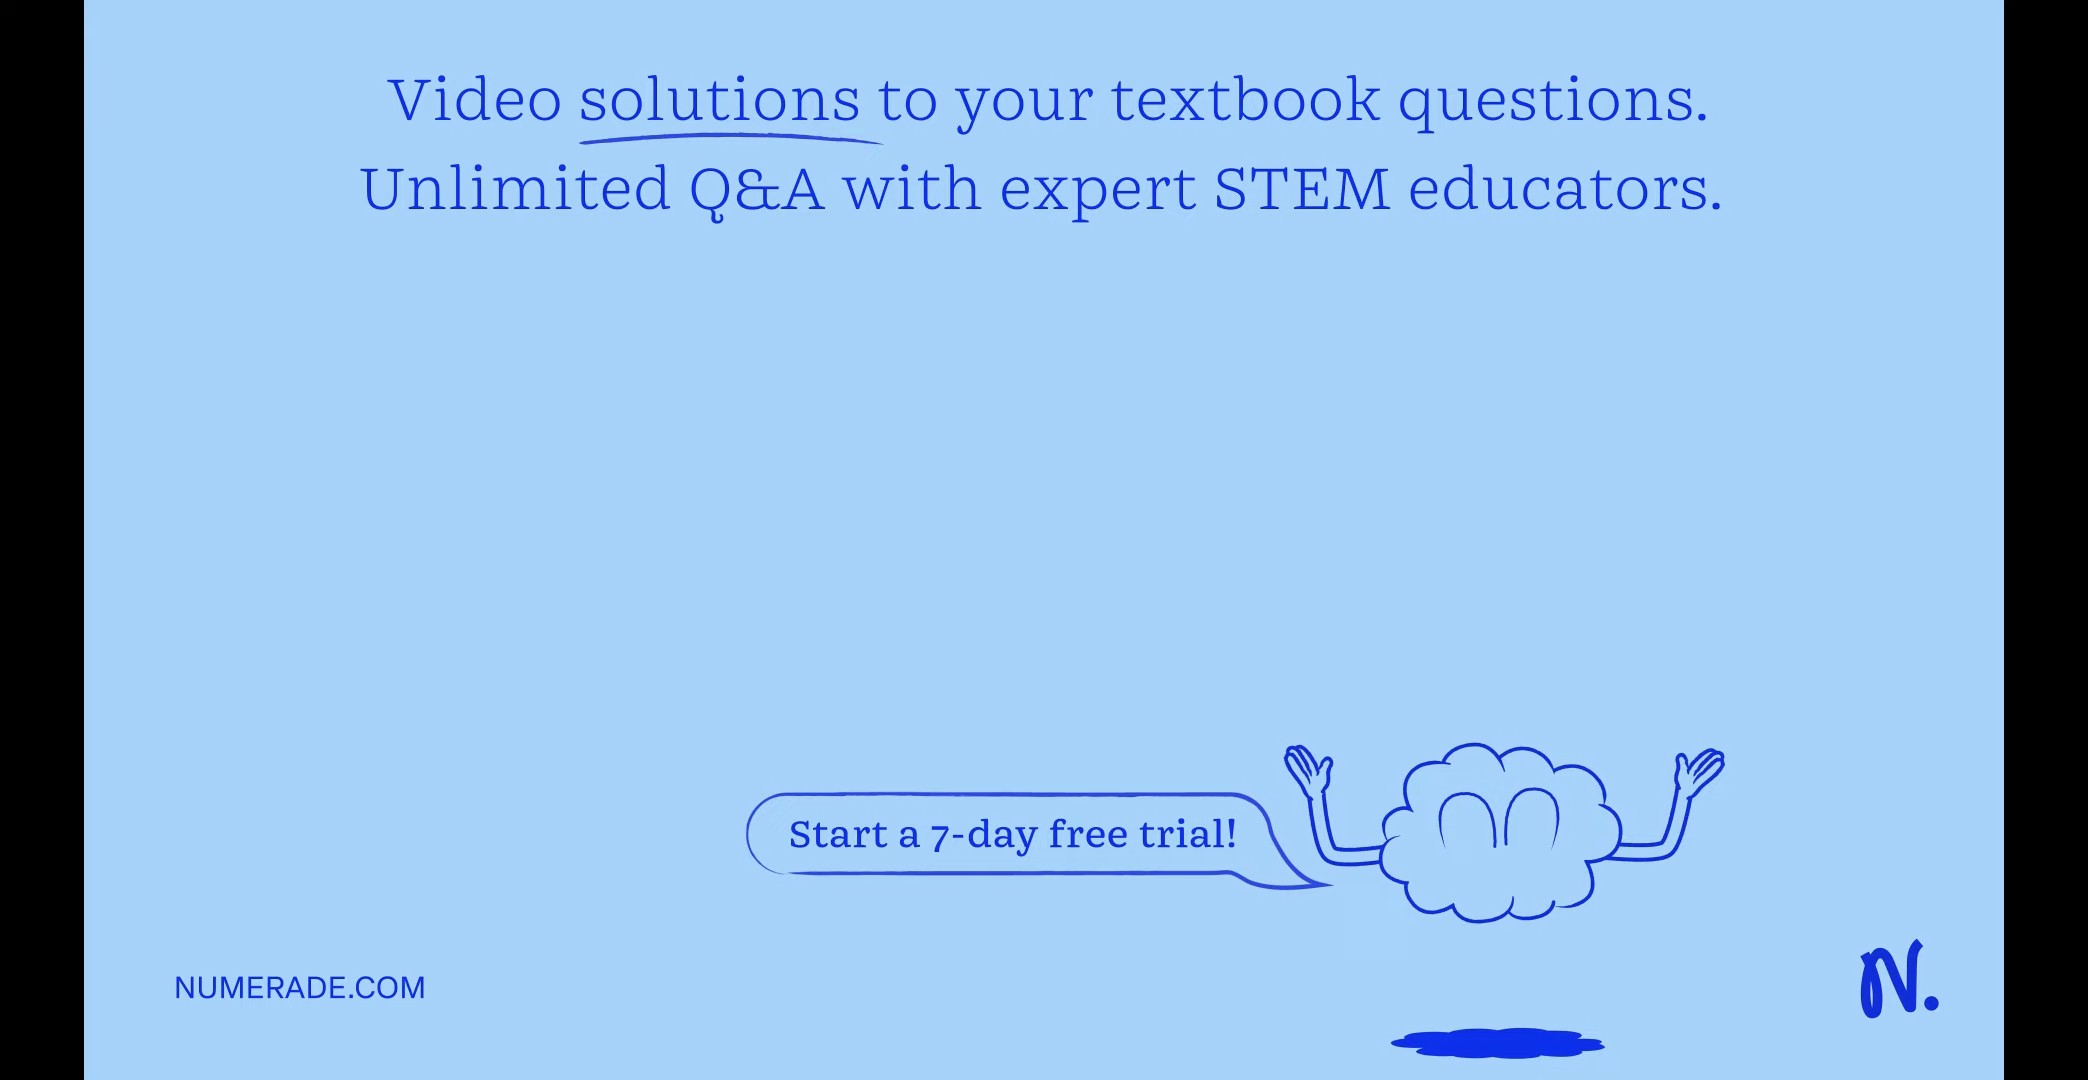 Video solutions to your textbook questions.
Unlimited Q&A with expert STEM educators.
Start a 7-day free trial!
NUMERADE.COM
N.